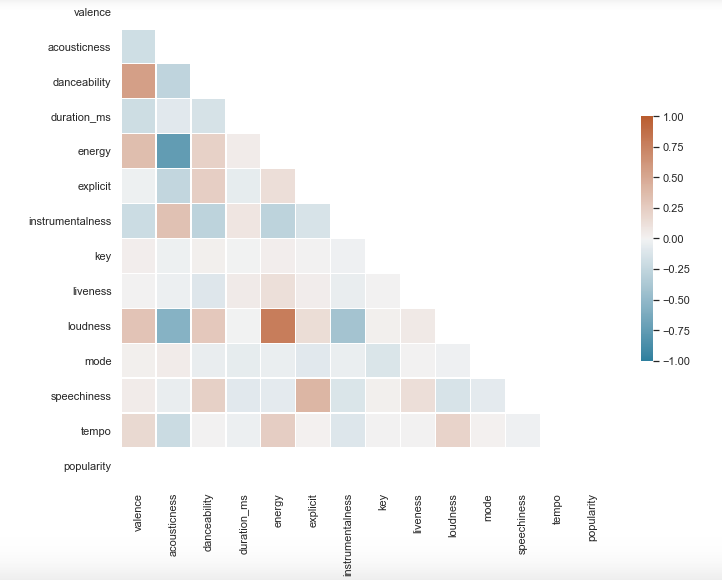 valence
acousticness
danceability
duration_ms
energy
explicit
instrumentalness
key
liveness
loudness
mode
speechiness
tempo
popularity
valence
acousticness
danceability
duration_ms
energy
explicit
instrumentalness
key
liveness
loudness
mode
speechiness
tempo
popularity
1.00
0.75
0.50
0.25
0.00
−0.25
−0.50
−0.75
−1.00